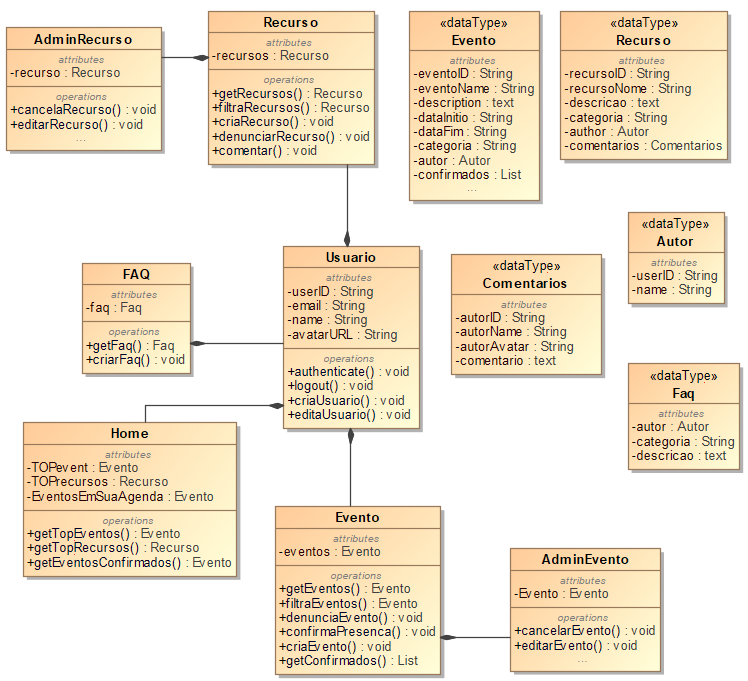 AdminRecurso
attributes
-recurso : Recurso
operations
+cancelaRecurso() : void
+editarRecurso() : void
...
Recurso
attributes
-recursos : Recurso
operations
+getRecursos() : Recurso
+filtraRecursos() : Recurso
+criaRecurso() : void
+denunciarRecurso() : void
+comentar() : void
«dataType»
Evento
attributes
-eventoID : String
-eventoName : String
-description : text
-dataInitio : String
-dataFim : String
-categoria : String
-autor : Autor
-confirmados : List
...
«dataType»
Recurso
attributes
-recursoID : String
-recursoNome : String
-descricao : text
-categoria : String
-author : Autor
-comentarios : Comentarios
FAQ
attributes
-faq : Faq
operations
+getFaq() : Faq
+criarFaq() : void
Usuario
attributes
-userID : String
-email : String
-name : String
-avatarURL : String
operations
+authenticate() : void
+logout() : void
+criaUsuario() : void
+editaUsuario() : void
«dataType»
Comentarios
attributes
-autorID : String
-autorName : String
-autorAvatar : String
-comentario : text
«dataType»
Autor
attributes
-userID : String
-name : String
«dataType»
Faq
attributes
-autor : Autor
-categoria : String
-descricao : text
Home
attributes
-TOPevent : Evento
-TOPrecursos : Recurso
-EventosEmSuaAgenda : Evento
operations
+getTopEventos() : Evento
+getTopRecursos() : Recurso
+getEventosConfirmados() : Evento
Evento
attributes
-eventos : Evento
operations
+getEventos() : Evento
+filtraEventos() : Evento
+denunciaEvento() : void
+confirmaPresenca() : void
+criaEvento() : void
+getConfirmados() : List
AdminEvento
attributes
-Evento : Evento
operations
+cancelarEvento() : void
+editarEvento() : void
...